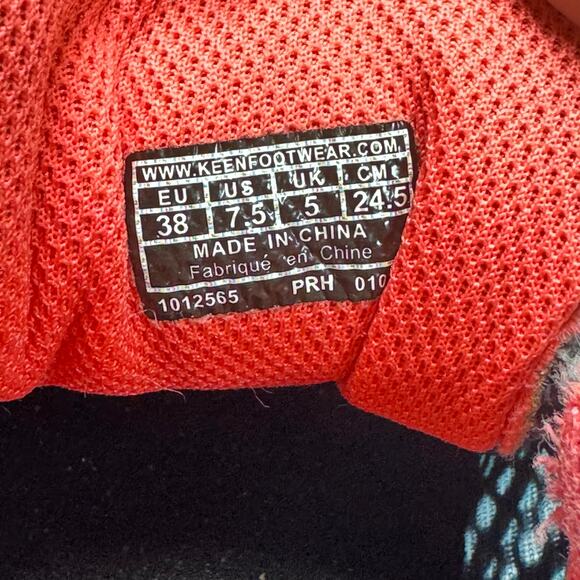 WWW.KEENFOOTWEAR.COM
EU US UK CM
38 7.5 5 24.5
MADE IN CHINA
Fabriqué en Chine
1012565 PRH 010